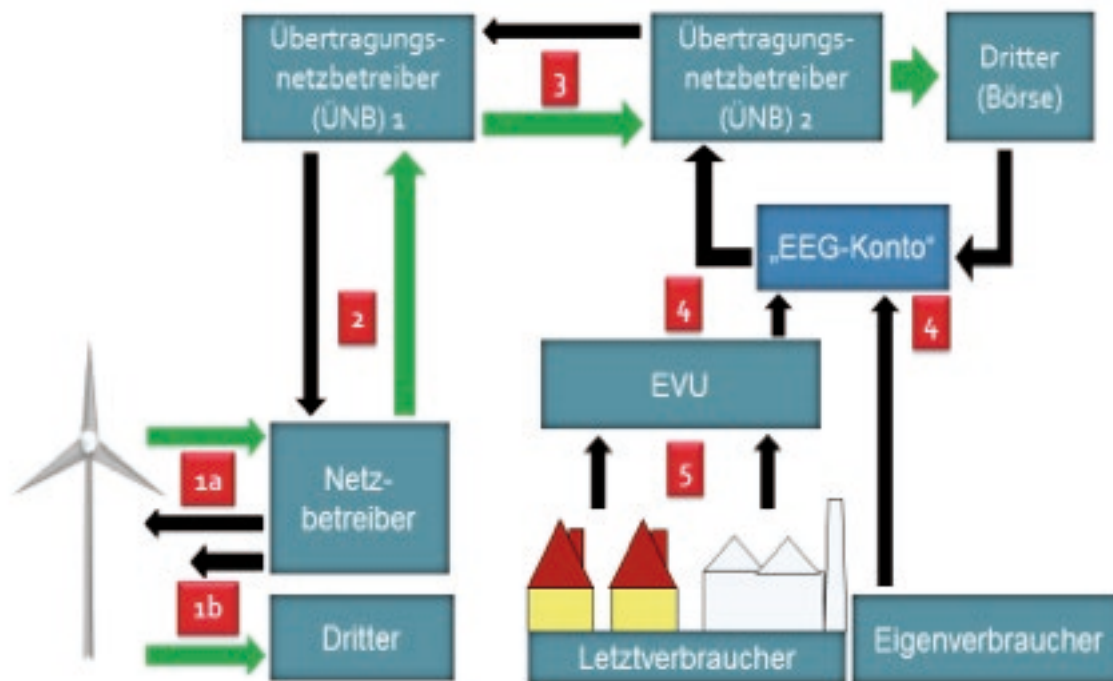 Übertragungs-
netzbetreiber
(ÜNB) 1
3
Übertragungs-
netzbetreiber
(ÜNB) 2
Dritter
(Börse)
„EEG-Konto“
2
4
4
EVU
1a
Netz-
betreiber
5
1b
Dritter
Letztverbraucher
Eigenverbraucher